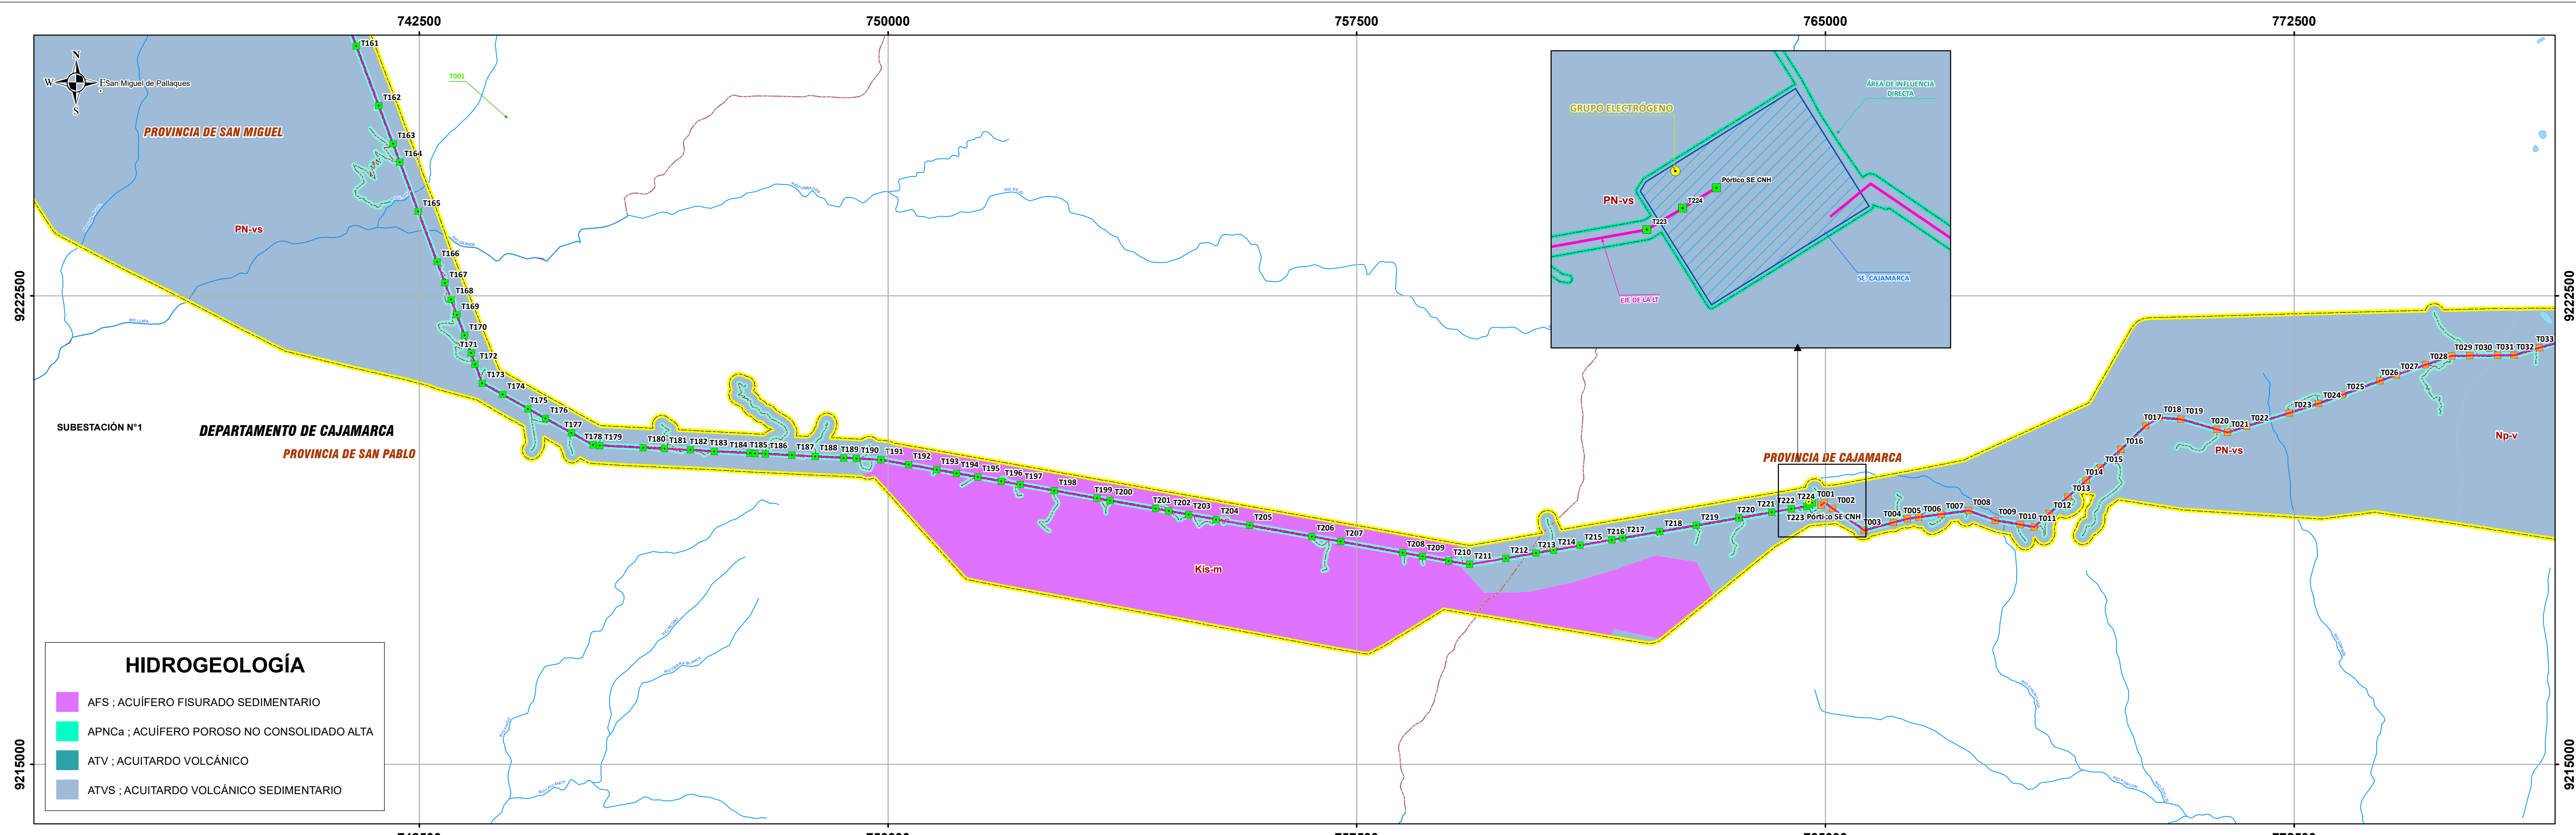 742500
750000
757500
765000
772500
9222500
9222500
9215000
9215000
N
W
E
S
San Miguel de Pallaques
PROVINCIA DE SAN MIGUEL
PN-vs
T001
T161
T162
T163
T164
T165
T166
T167
T168
T169
T170
T171
T172
T173
T174
T175
T176
T177
T178
T179
T180
T181
T182
T183
T184
T185
T186
T187
T188
T189
T190
T191
T192
T193
T194
T195
T196
T197
T198
T199
T200
T201
T202
T203
T204
T205
T206
T207
T208
T209
T210
T211
T212
T213
T214
T215
T216
T217
T218
T219
T220
T221
T222
T223
T224
Pórtico SE CNH
T001
T002
T003
T004
T005
T006
T007
T008
T009
T010
T011
T012
T013
T014
T015
T016
T017
T018
T019
T020
T021
T022
T023
T024
T025
T026
T027
T028
T029
T030
T031
T032
T033
SUBESTACIÓN N°1
DEPARTAMENTO DE CAJAMARCA
PROVINCIA DE SAN PABLO
PROVINCIA DE CAJAMARCA
Kis-m
PN-vs
Np-v
RIO LLAPA
RIO GRANDE
GRUPO ELECTRÓGENO
ÁREA DE INFLUENCIA
DIRECTA
PN-vs
Pórtico SE CNH
T224
T223
EJE DE LA LT
SE. CAJAMARCA
HIDROGEOLOGÍA
AFS ; ACUÍFERO FISURADO SEDIMENTARIO
APNCa ; ACUÍFERO POROSO NO CONSOLIDADO ALTA
ATV ; ACUITARDO VOLCÁNICO
ATVS ; ACUITARDO VOLCÁNICO SEDIMENTARIO